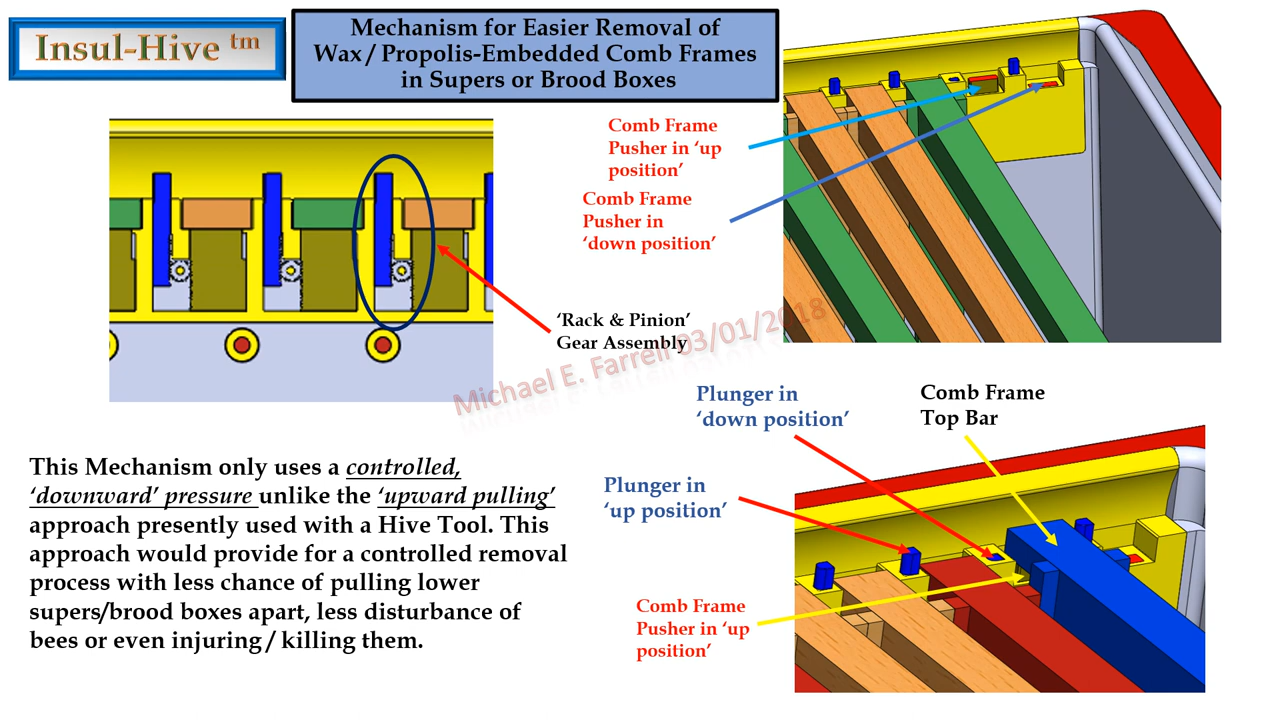 Insul-Hive tm
Mechanism for Easier Removal of
Wax / Propolis-Embedded Comb Frames
in Supers or Brood Boxes
Comb Frame
Pusher in ‘up
position’
Comb Frame
Pusher in
‘down position’
‘Rack & Pinion’
Gear Assembly
Michael E. Farrell 03/01/2018
Plunger in
‘down position’
Comb Frame
Top Bar
Plunger in
‘up position’
Comb Frame
Pusher in ‘up
position’
This Mechanism only uses a controlled,
‘downward’ pressure unlike the ‘upward pulling’
approach presently used with a Hive Tool. This
approach would provide for a controlled removal
process with less chance of pulling lower
supers/brood boxes apart, less disturbance of
bees or even injuring / killing them.